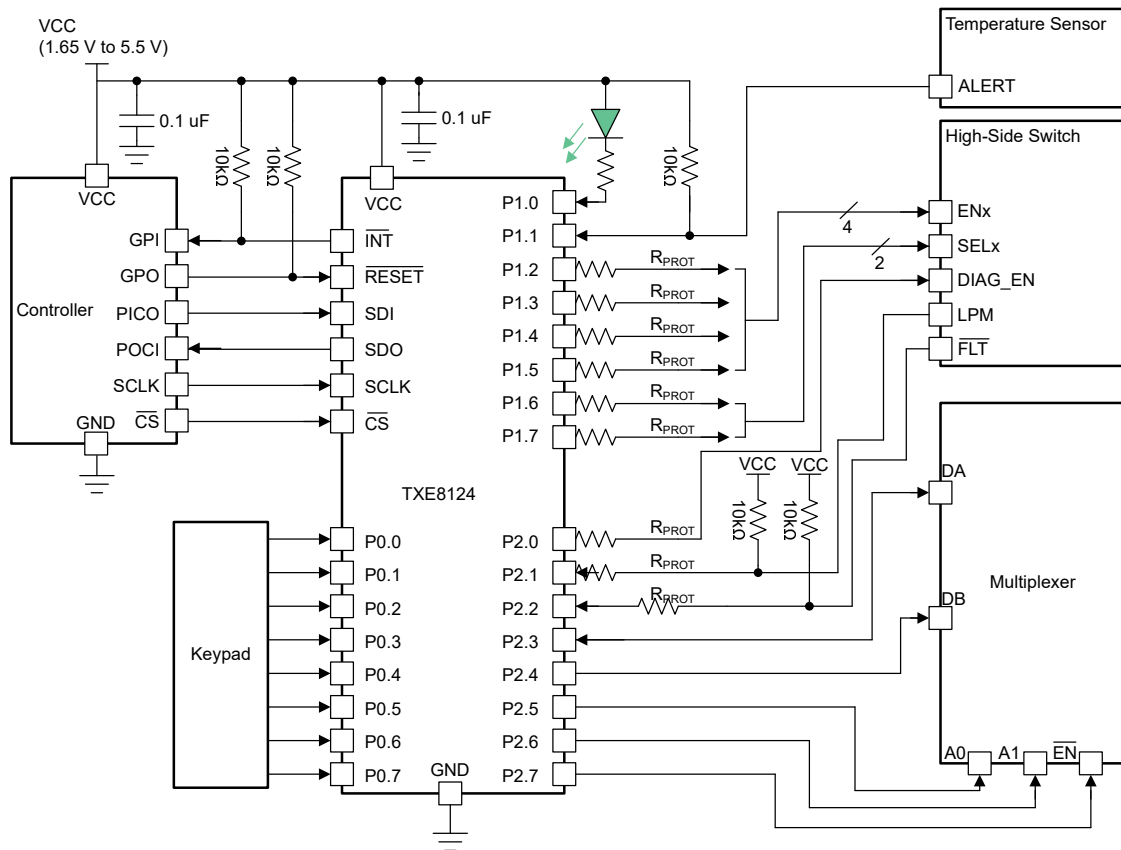 VCC
(1.65 V to 5.5 V)
0.1 uF
0.1 uF
10kΩ
10kΩ
10kΩ
Temperature Sensor
ALERT
High-Side Switch
ENx
SELx
DIAG_EN
LPM
FLT
4
2
Controller
VCC
GPI
GPO
PICO
POCI
SCLK
CS
GND
VCC
INT
RESET
SDI
SDO
SCLK
CS
TXE8124
P1.0
P1.1
P1.2
P1.3
P1.4
P1.5
P1.6
P1.7
RPROT
RPROT
RPROT
RPROT
RPROT
RPROT
VCC
VCC
10kΩ
10kΩ
Keypad
P0.0
P0.1
P0.2
P0.3
P0.4
P0.5
P0.6
P0.7
GND
P2.0
P2.1
P2.2
P2.3
P2.4
P2.5
P2.6
P2.7
RPROT
RPROT
RPROT
DA
DB
Multiplexer
A0
A1
EN